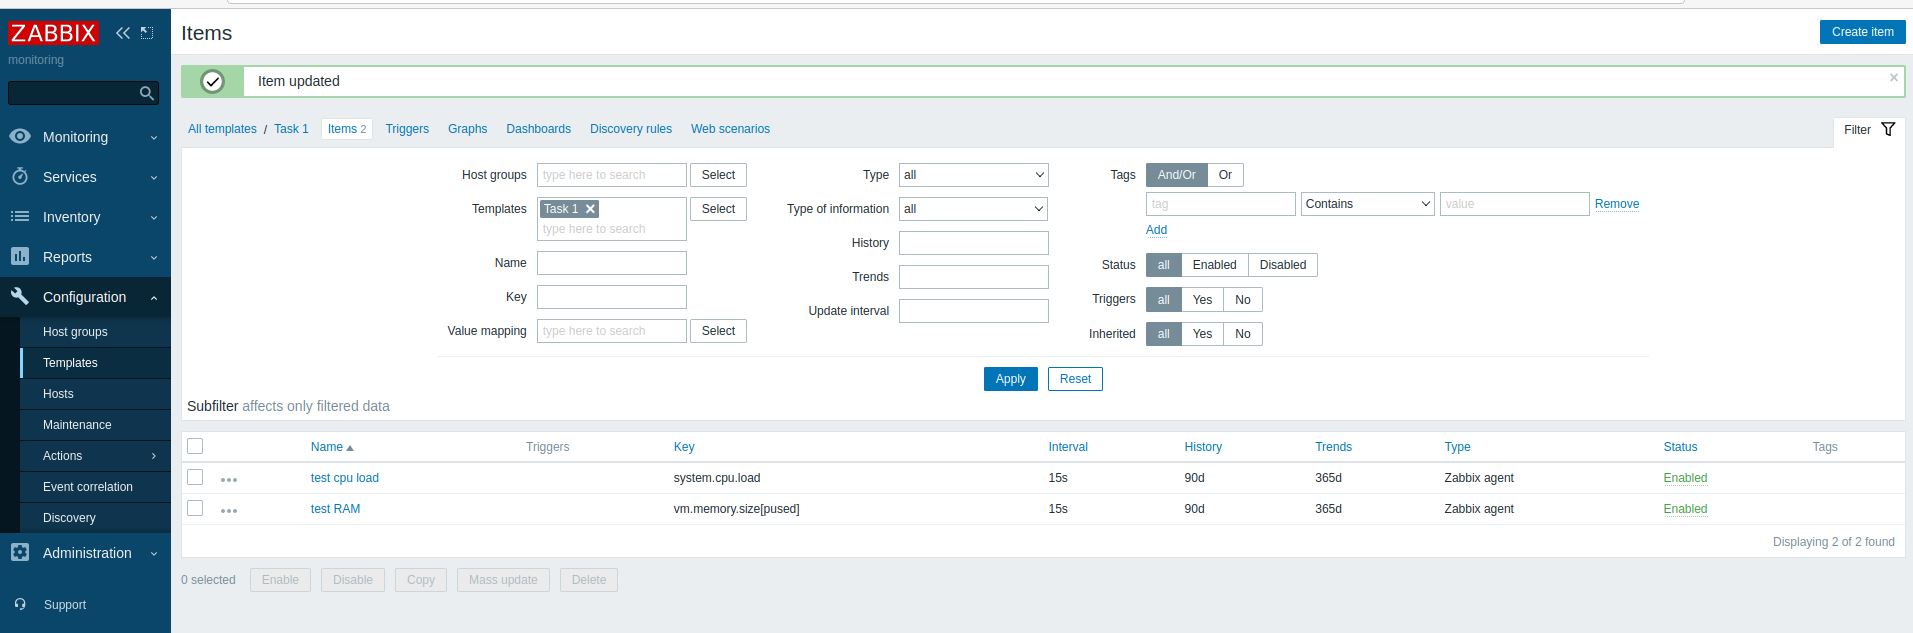 ZABBIX
monitoring
Monitoring
Services
Inventory
Reports
Configuration
Host groups
Templates
Hosts
Maintenance
Actions
Event correlation
Discovery
Administration
Support
Items
Create item
Item updated
All templates / Task 1 Items 2 Triggers Graphs Dashboards Discovery rules Web scenarios
Filter
Host groups type here to search Select
Templates Task 1 Select
type here to search
Name
Key
Value mapping type here to search Select
Type all
Type of information all
History
Trends
Update interval
Tags And/Or Or
tag Contains value Remove
Add
Status all Enabled Disabled
Triggers all Yes No
Inherited all Yes No
Apply Reset
Subfilter affects only filtered data
Name Triggers Key Interval History Trends Type Status Tags
test cpu load system.cpu.load 15s 90d 365d Zabbix agent Enabled
test RAM vm.memory.size[pused] 15s 90d 365d Zabbix agent Enabled
Displaying 2 of 2 found
0 selected Enable Disable Copy Mass update Delete